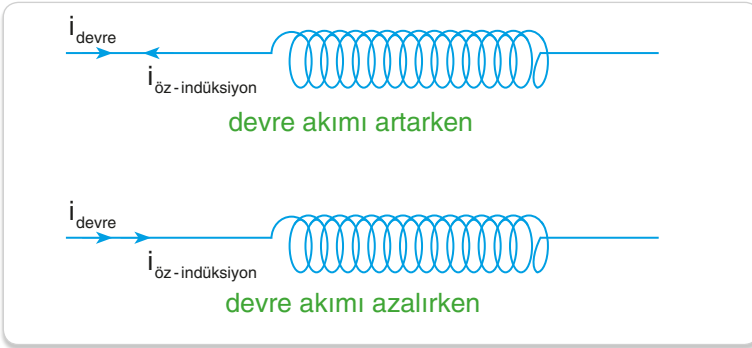 i devre
i öz-indüksiyon
devre akımı artarken
i devre
i öz-indüksiyon
devre akımı azalırken